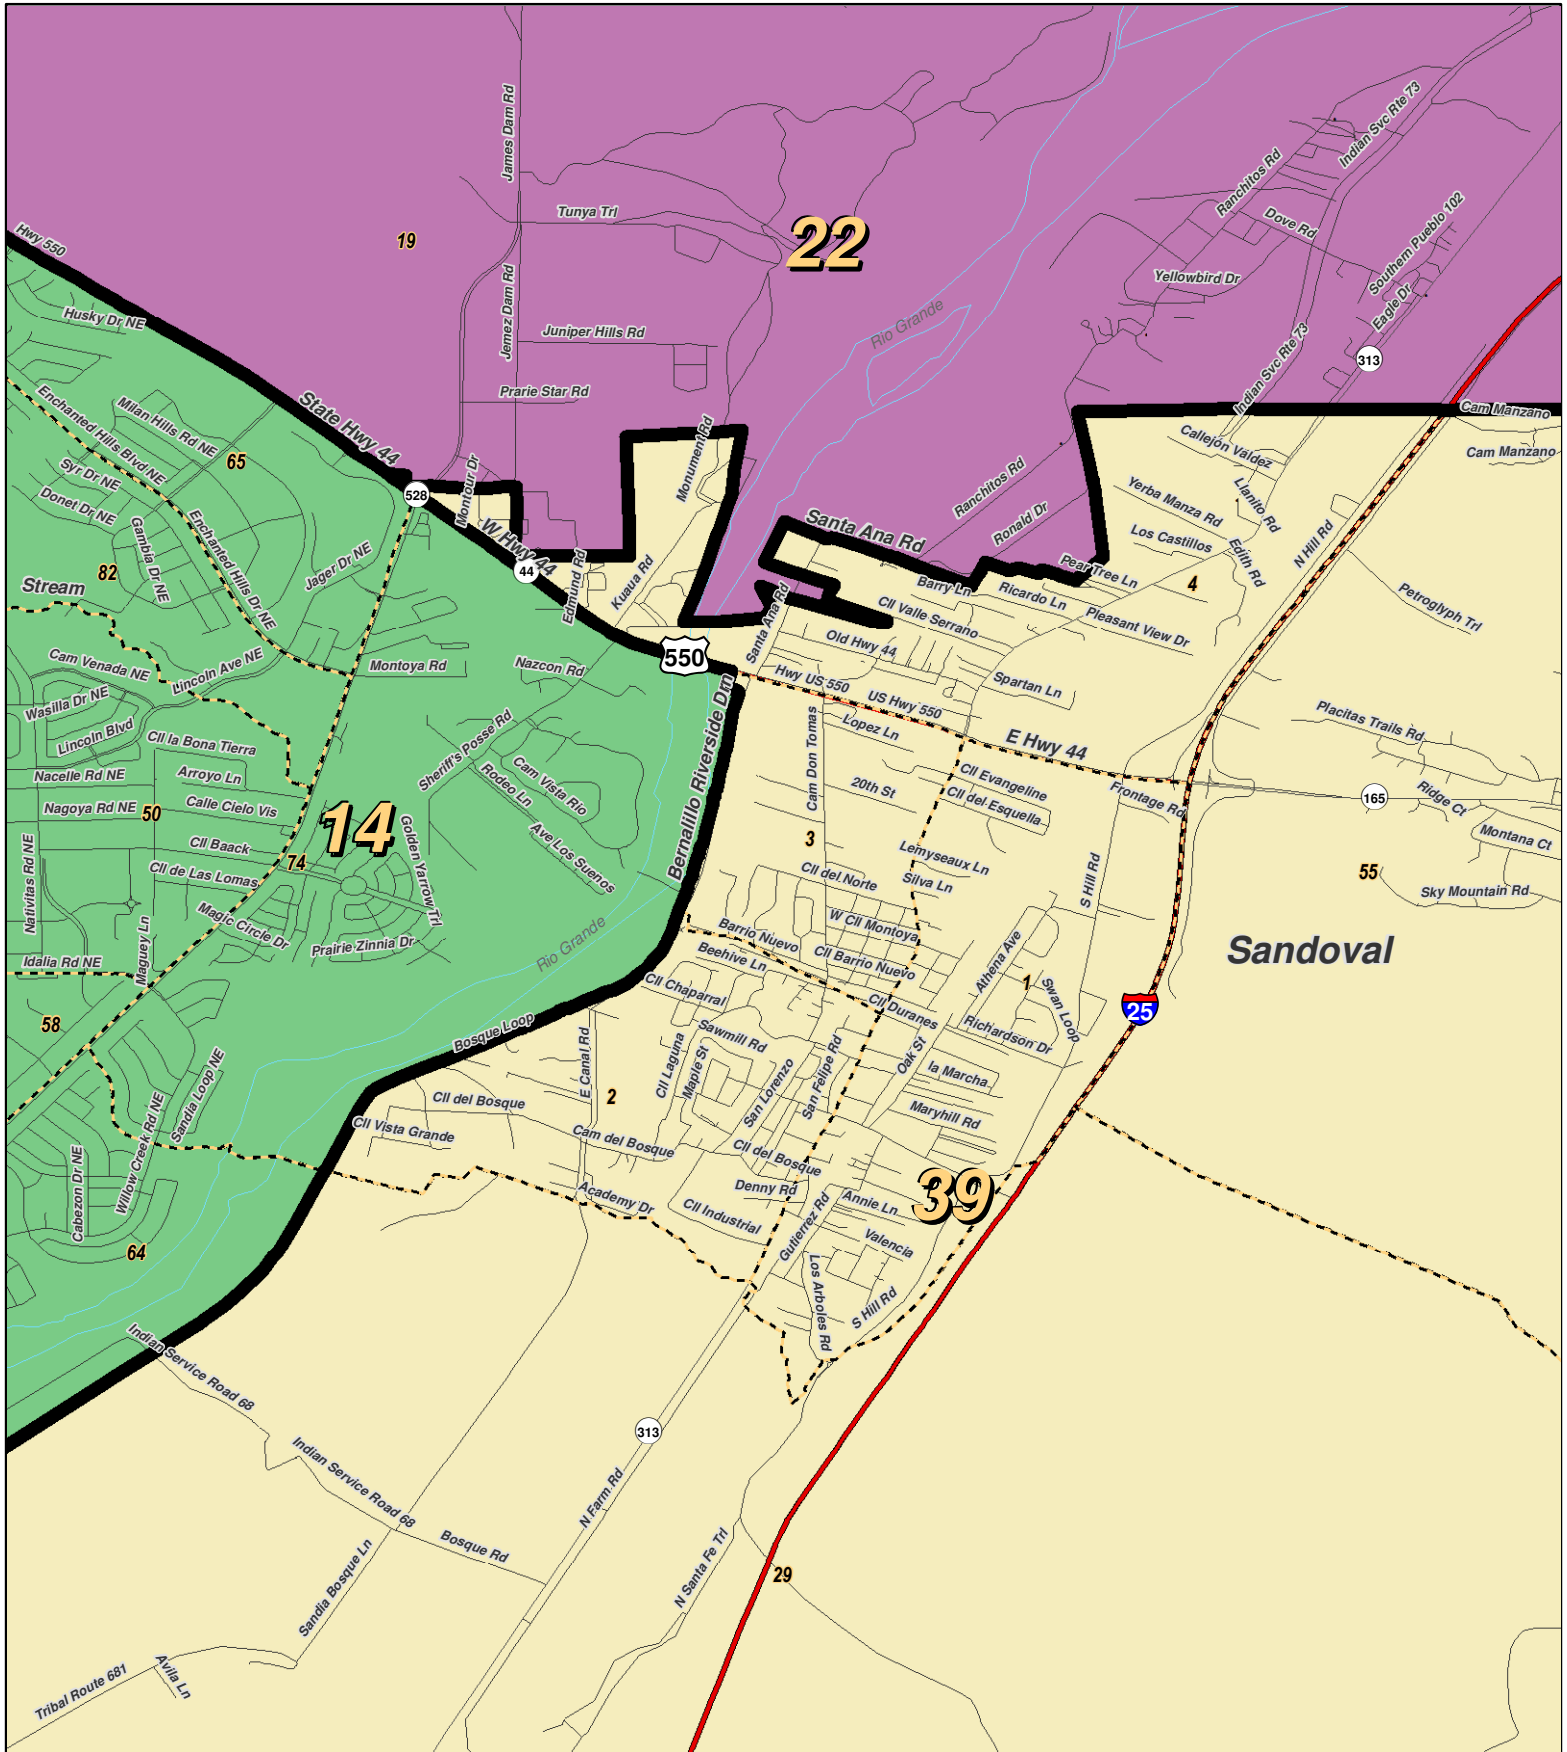 James Dam Rd
Indian Svc Rte 73
Ranchitos Rd
Southern Pueblo 102
Tunya Trl
Dove Rd
22
Hwy 550
19
Yellowbird Dr
Eagle Dr
Jemez Dam Rd
Rio Grande
Husky Dr NE
Juniper Hills Rd
313
Indian Svc Rte 73
Prarie Star Rd
Cam Manzano
Enchanted Hills Blvd NE
Milan Hills Rd NE
State Hwy 44
Monument Rd
Callejón Valdez
Cam Manzano
65
Syr Dr NE
Montour Dr
Ranchitos Rd
Yerba Manza Rd
Llanito Rd
Donet Dr NE
528
Gambia Dr NE
Enchanted Hills Dr NE
W Hwy 44
Santa Ana Rd
Ronald Dr
Los Castillos
N Hill Rd
Edith Rd
Jager Dr NE
44
Edmund Rd
Kuaua Rd
Pear Tree Ln
82
Stream
Barry Ln
Ricardo Ln
4
Petroglyph Trl
Cll Valle Serrano
Pleasant View Dr
Santa Ana Rd
Old Hwy 44
Cam Venada NE
Lincoln Ave NE
Montoya Rd
Nazcon Rd
550
Hwy US 550
US Hwy 550
Spartan Ln
Wasilla Dr NE
Lincoln Blvd
Cll la Bona Tierra
Sheriff's Posse Rd
Bernalillo Riverside Drn
Cam Don Tomas
Lopez Ln
E Hwy 44
Placitas Trails Rd
Nacelle Rd NE
Arroyo Ln
Rodeo Ln
Cam Vista Rio
20th St
Cll Evangeline
Cll del Esquella
Frontage Rd
165
Ridge Ct
Nagoya Rd NE
50
Calle Cielo Vis
14
Golden Yarrow Trl
Ave Los Suenos
3
Lemyseaux Ln
Montana Ct
Nativitas Rd NE
Cll Baack
74
Cll de Las Lomas
Cll del Norte
Silva Ln
S Hill Rd
55
Sky Mountain Rd
Magic Circle Dr
Maguey Ln
Prairie Zinnia Dr
Rio Grande
Barrio Nuevo
W Cll Montoya
Beehive Ln
Cll Barrio Nuevo
Athena Ave
Sandoval
Idalia Rd NE
Cll Chaparral
1
Swan Loop
Cll Duranes
25
58
Bosque Loop
Sawmill Rd
Richardson Dr
E Canal Rd
Cll Laguna
Maple St
San Lorenzo
San Felipe Rd
Oak St
la Marcha
Sandia Loop NE
Willow Creek Rd NE
Cll del Bosque
2
Maryhill Rd
Cll Vista Grande
Cam del Bosque
Cll del Bosque
Cabezon Dr NE
Academy Dr
Denny Rd
39
Cll Industrial
Gutierrez Rd
Annie Ln
Valencia
64
Los Arboles Rd
S Hill Rd
Indian Service Road 68
313
Indian Service Road 68
N Farm Rd
Bosque Rd
N Santa Fe Trl
29
Sandia Bosque Ln
Tribal Route 681
Avila Ln